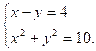 x − y = 4
x² + y² = 10.